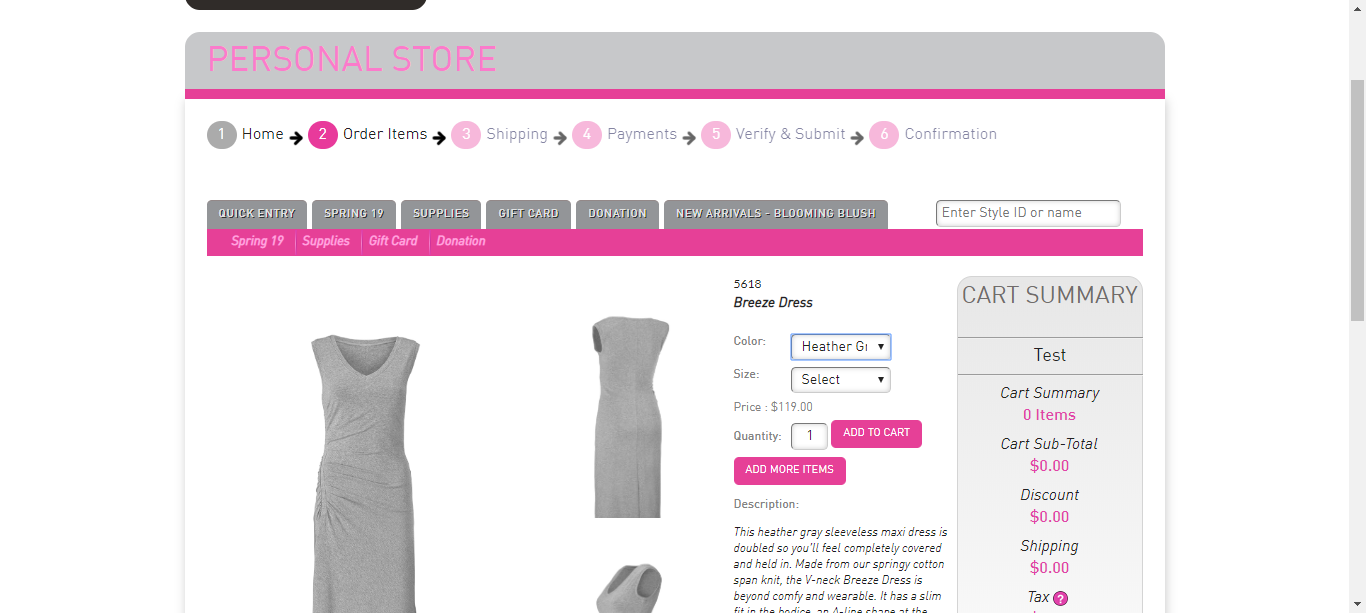 PERSONAL STORE
1 Home 2 Order Items 3 Shipping 4 Payments 5 Verify & Submit 6 Confirmation
QUICK ENTRY SPRING 19 SUPPLIES GIFT CARD DONATION NEW ARRIVALS - BLOOMING BLUSH Enter Style ID or name
Spring 19 Supplies Gift Card Donation
5618
Breeze Dress
Color: Heather Gr
Size: Select
Price : $119.00
Quantity: 1 ADD TO CART
ADD MORE ITEMS
Description:
This heather gray sleeveless maxi dress is
doubled so you'll feel completely covered
and held in. Made from our springy cotton
span knit, the V-neck Breeze Dress is
beyond comfy and wearable. It has a slim
fit in the bodice, an A-line shape at the
CART SUMMARY
Test
Cart Summary
0 Items
Cart Sub-Total
$0.00
Discount
$0.00
Shipping
$0.00
Tax ?